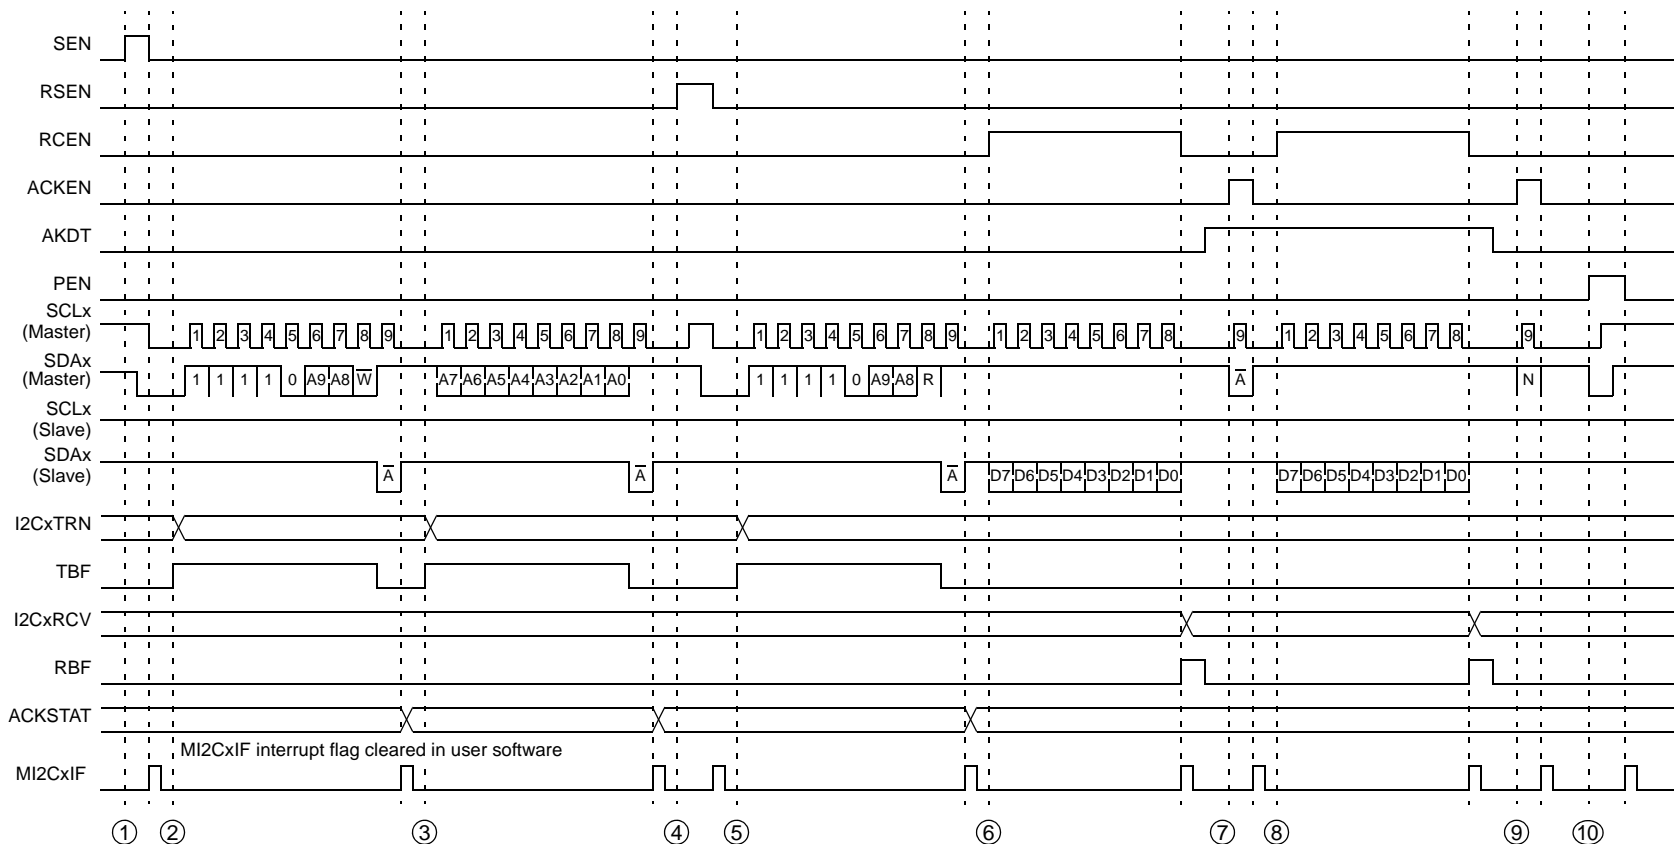 SEN
RSEN
RCEN
ACKEN
AKDT
PEN
SCLx
(Master)
1 2 3 4 5 6 7 8 9 1 2 3 4 5 6 7 8 9 1 2 3 4 5 6 7 8 9 1 2 3 4 5 6 7 8 9 1 2 3 4 5 6 7 8 9
SDAx
(Master)
1 1 1 1 0 A9 A8 W̅ A7 A6 A5 A4 A3 A2 A1 A0 1 1 1 1 0 A9 A8 R A̅ N
SCLx
(Slave)
SDAx
(Slave)
A̅ A̅ A̅ D7 D6 D5 D4 D3 D2 D1 D0 D7 D6 D5 D4 D3 D2 D1 D0
I2CxTRN
TBF
I2CxRCV
RBF
ACKSTAT
MI2CxIF interrupt flag cleared in user software
MI2CxIF
① ② ③ ④ ⑤ ⑥ ⑦ ⑧ ⑨ ⑩